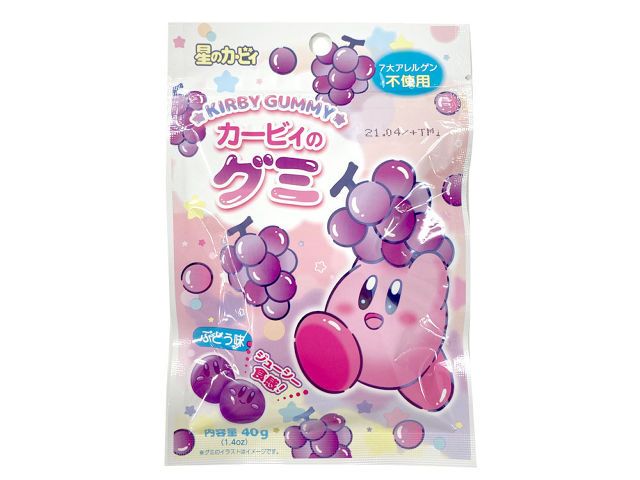 星のカービィ
7大アレルゲン
不使用
KIRBY GUMMY
カービィの
グミ
21.04/+TM
ぶどう味
ジューシー
食感!
内容量 40g
(1.4oz)
※グミのイラストはイメージです。